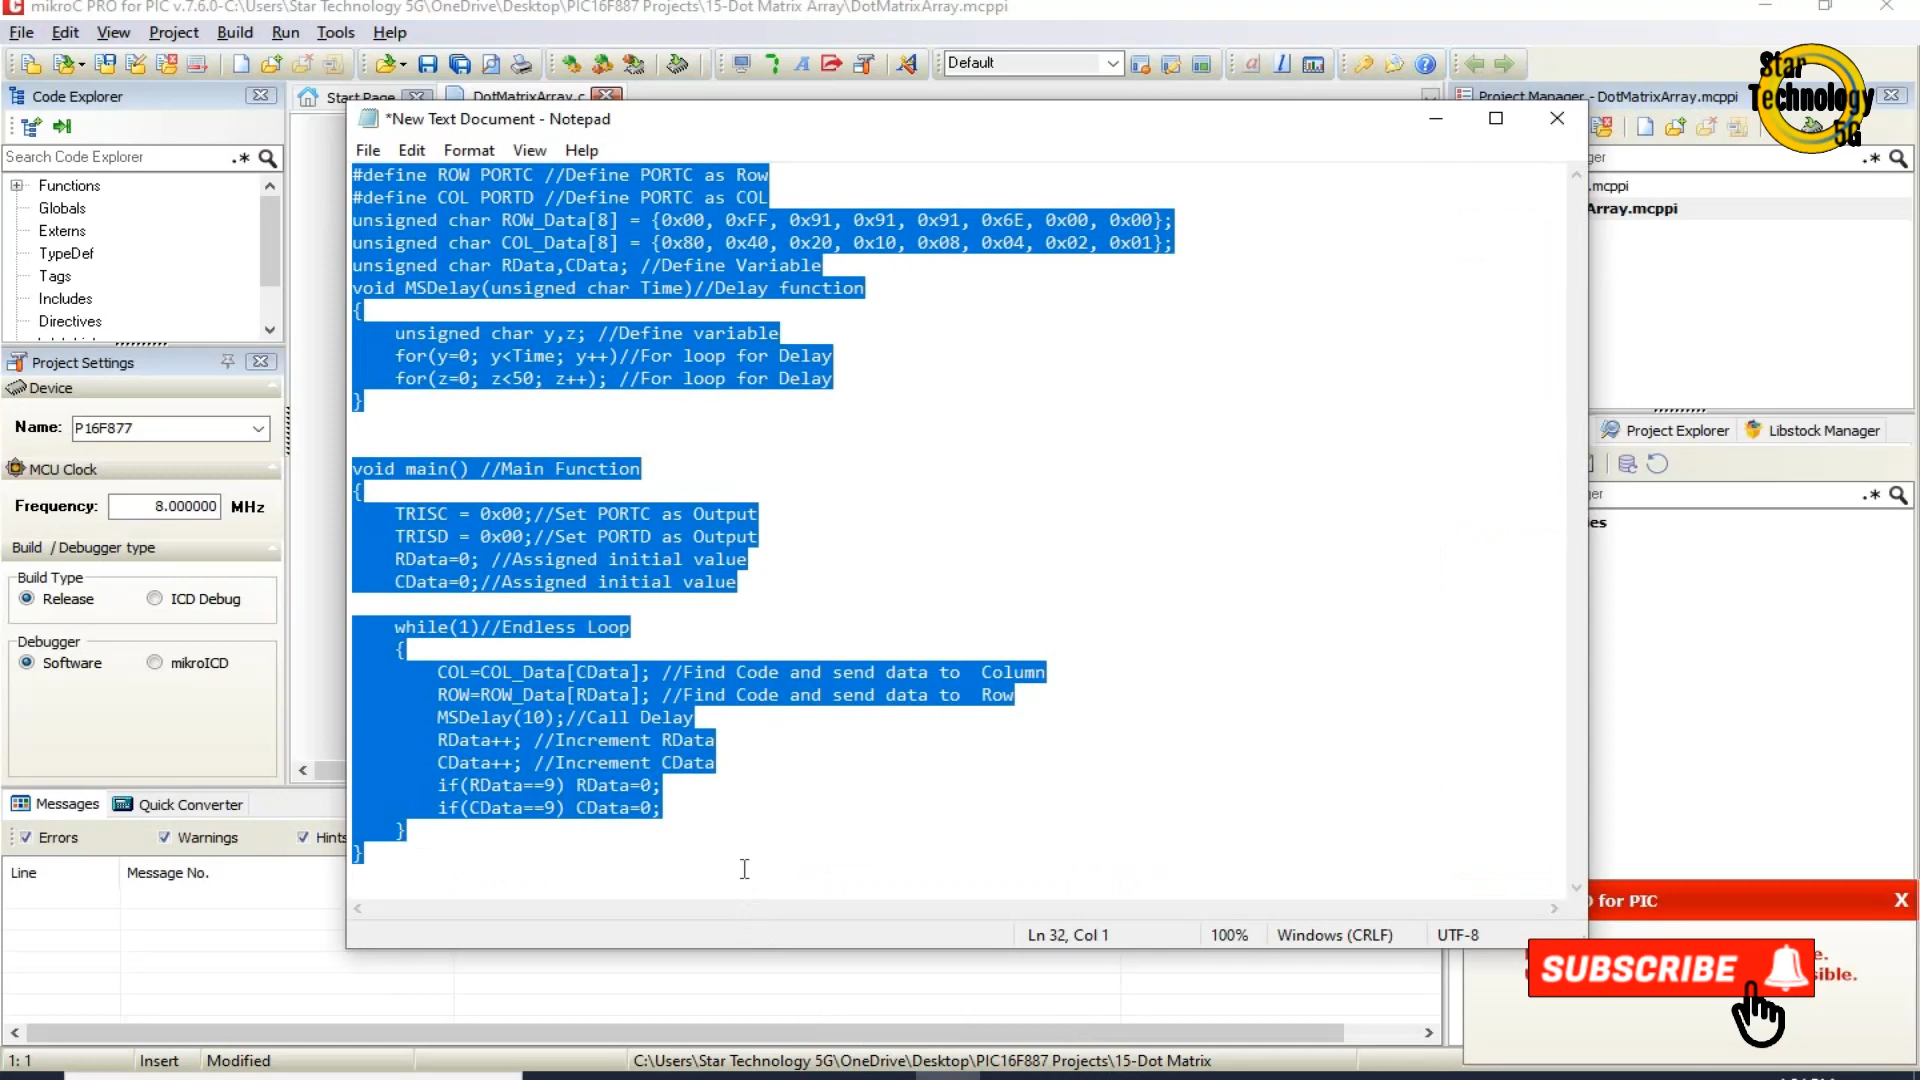 mikroC PRO for PIC v.7.6.0-C:\Users\Star Technology 5G\OneDrive\Desktop\PIC16F887 Projects\15-Dot Matrix Array\DotMatrixArray.mcppi
File Edit View Project Build Run Tools Help
Default
Star Technology 5G
Code Explorer
Start Page DotMatrixArray.c
Project Manager - DotMatrixArray.mcppi
*New Text Document - Notepad
File Edit Format View Help
Search Code Explorer
Functions
Globals
Externs
TypeDef
Tags
Includes
Directives
.mcppi
Array.mcppi
Project Settings
Device
Name: P16F877
MCU Clock
Frequency: 8.000000 MHz
Build / Debugger type
Build Type
Release ICD Debug
Debugger
Software mikroICD
#define ROW PORTC //Define PORTC as Row
#define COL PORTD //Define PORTC as COL
unsigned char ROW_Data[8] = {0x00, 0xFF, 0x91, 0x91, 0x91, 0x6E, 0x00, 0x00};
unsigned char COL_Data[8] = {0x80, 0x40, 0x20, 0x10, 0x08, 0x04, 0x02, 0x01};
unsigned char RData,CData; //Define Variable
void MSDelay(unsigned char Time)//Delay function
{
unsigned char y,z; //Define variable
for(y=0; y<Time; y++)//For loop for Delay
for(z=0; z<50; z++); //For loop for Delay
}
void main() //Main Function
{
TRISC = 0x00;//Set PORTC as Output
TRISD = 0x00;//Set PORTD as Output
RData=0; //Assigned initial value
CData=0;//Assigned initial value
while(1)//Endless Loop
{
COL=COL_Data[CData]; //Find Code and send data to  Column
ROW=ROW_Data[RData]; //Find Code and send data to  Row
MSDelay(10);//Call Delay
RData++; //Increment RData
CData++; //Increment CData
if(RData==9) RData=0;
if(CData==9) CData=0;
}
}
Ln 32, Col 1 100% Windows (CRLF) UTF-8
Project Explorer Libstock Manager
for PIC X
SUBSCRIBE
Messages Quick Converter
Errors Warnings Hints
Line Message No.
1: 1 Insert Modified C:\Users\Star Technology 5G\OneDrive\Desktop\PIC16F887 Projects\15-Dot Matrix